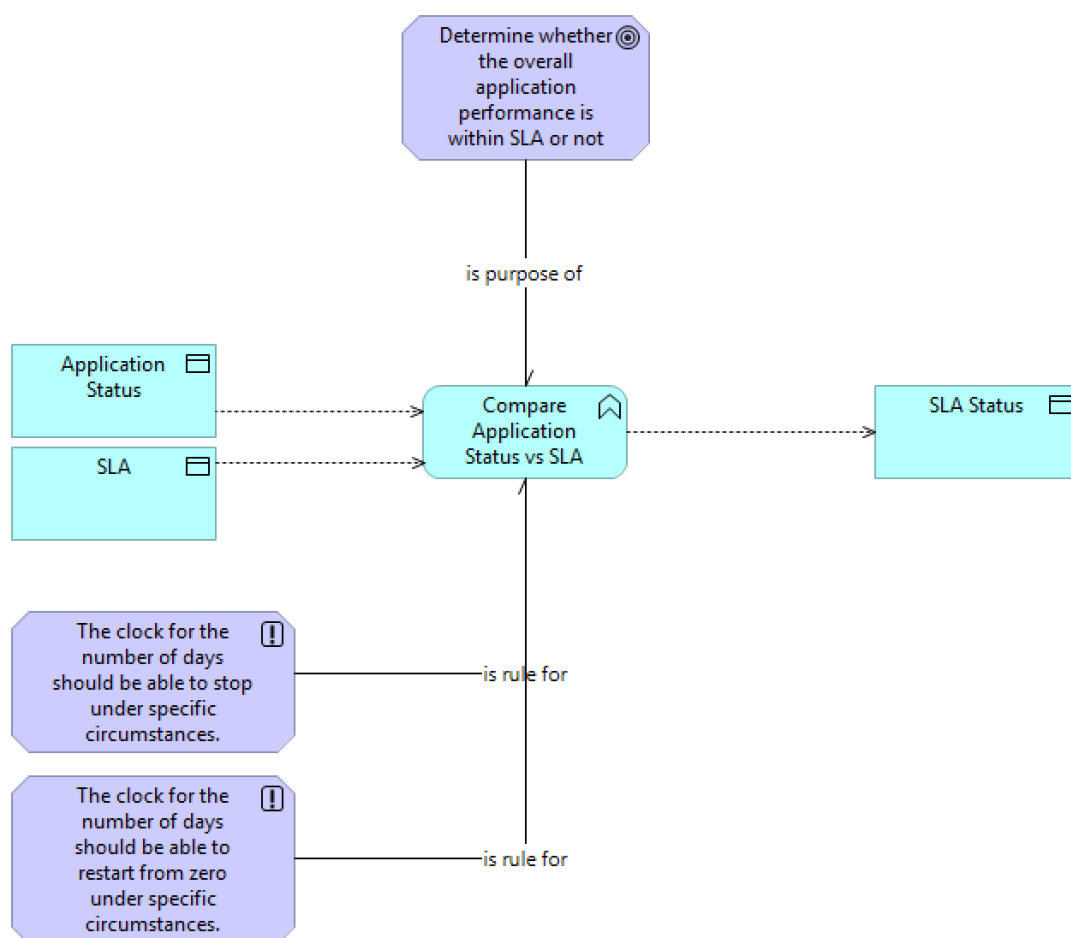 Determine whether
the overall
application
performance is
within SLA or not
is purpose of
Application
Status
SLA
Compare
Application
Status vs SLA
SLA Status
The clock for the
number of days
should be able to stop
under specific
circumstances.
is rule for
The clock for the
number of days
should be able to
restart from zero
under specific
circumstances.
is rule for